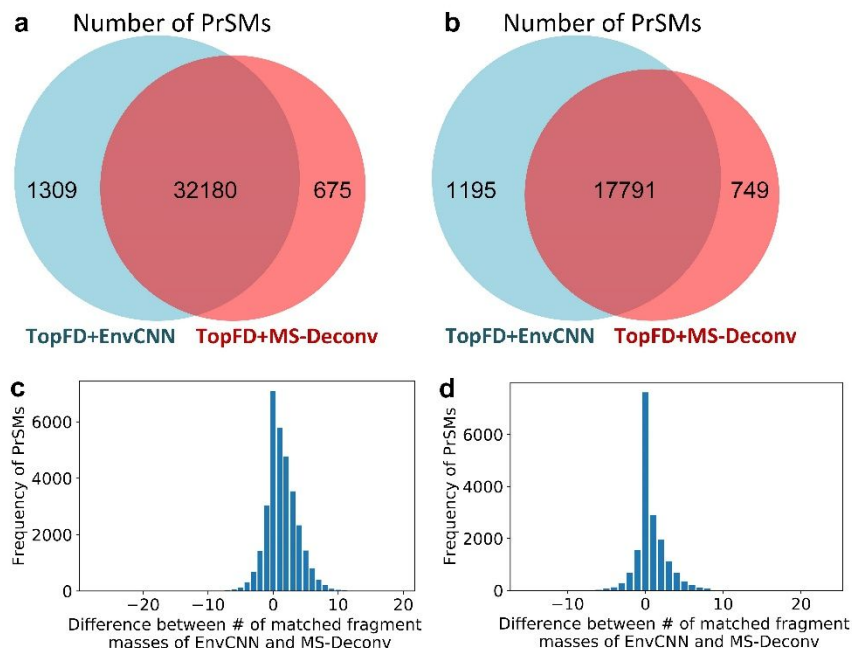 a
Number of PrSMs
1309
32180
675
TopFD+EnvCNN
TopFD+MS-Deconv
b
Number of PrSMs
1195
17791
749
TopFD+EnvCNN
TopFD+MS-Deconv
c
Frequency of PrSMs
6000
4000
2000
0
−20
−10
0
10
20
Difference between # of matched fragment
masses of EnvCNN and MS-Deconv
d
Frequency of PrSMs
6000
4000
2000
0
−10
0
10
20
Difference between # of matched fragment
masses of EnvCNN and MS-Deconv